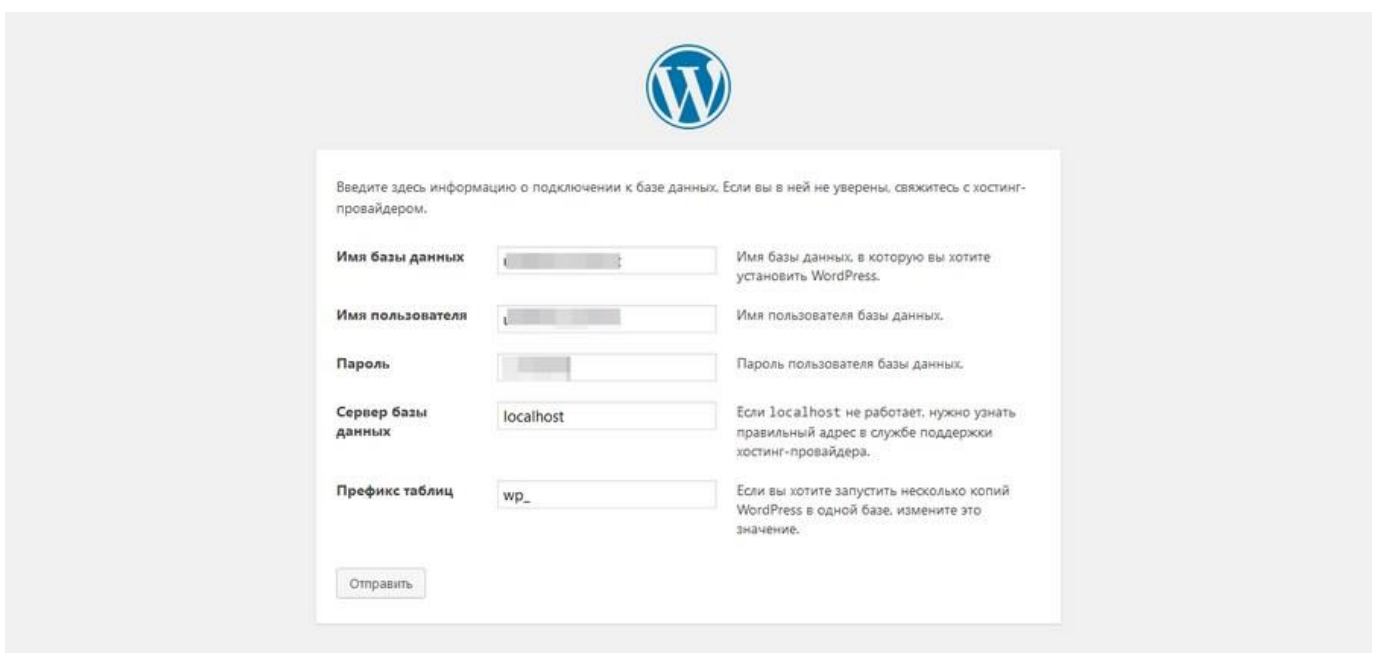 Введите здесь информацию о подключении к базе данных. Если вы в ней не уверены, свяжитесь с хостинг-
провайдером.
Имя базы данных
Имя базы данных, в которую вы хотите
установить WordPress.
Имя пользователя
Имя пользователя базы данных.
Пароль
Пароль пользователя базы данных.
Сервер базы
данных
localhost
Если localhost не работает, нужно узнать
правильный адрес в службе поддержки
хостинг-провайдера.
Префикс таблиц
wp_
Если вы хотите запустить несколько копий
WordPress в одной базе, измените это
значение.
Отправить